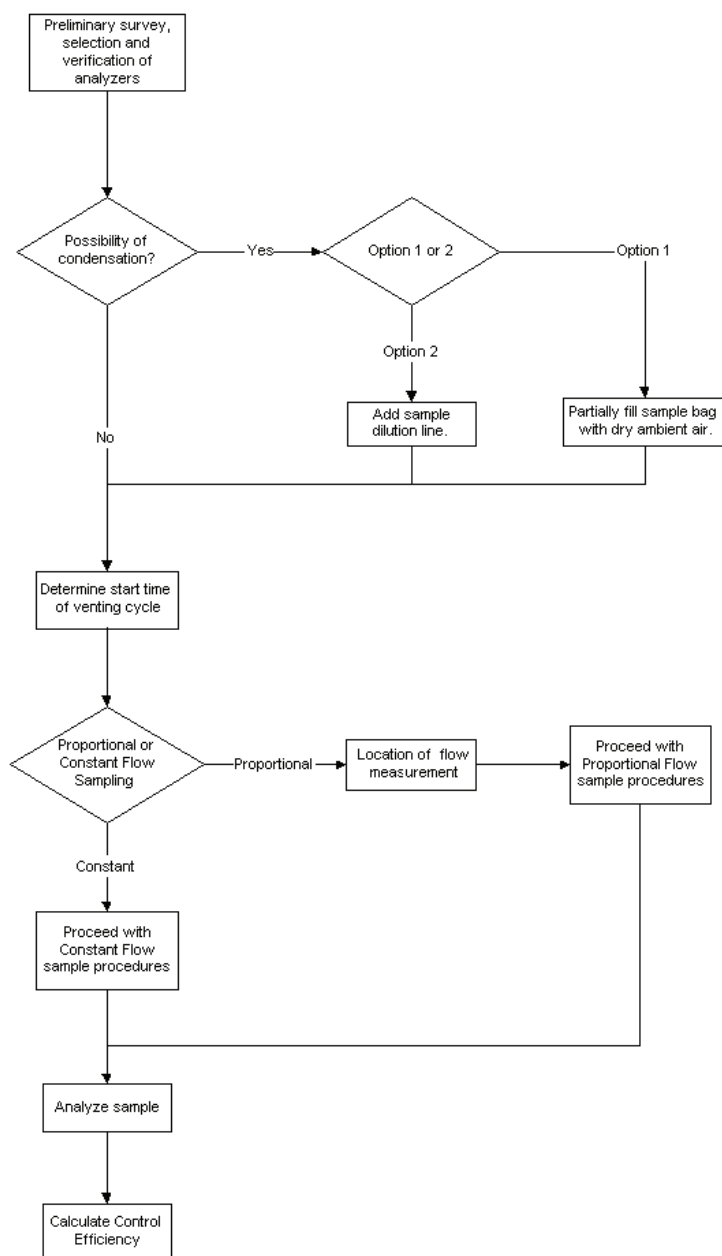 Preliminary survey,
selection and
verification of
analyzers
Possibility of
condensation?
Yes
Option 1 or 2
Option 1
Option 2
Add sample
dilution line.
Partially fill sample bag
with dry ambient air.
No
Determine start time
of venting cycle
Proportional or
Constant Flow
Sampling
Proportional
Location of flow
measurement
Proceed with
Proportional Flow
sample procedures
Constant
Proceed with
Constant Flow
sample procedures
Analyze sample
Calculate Control
Efficiency